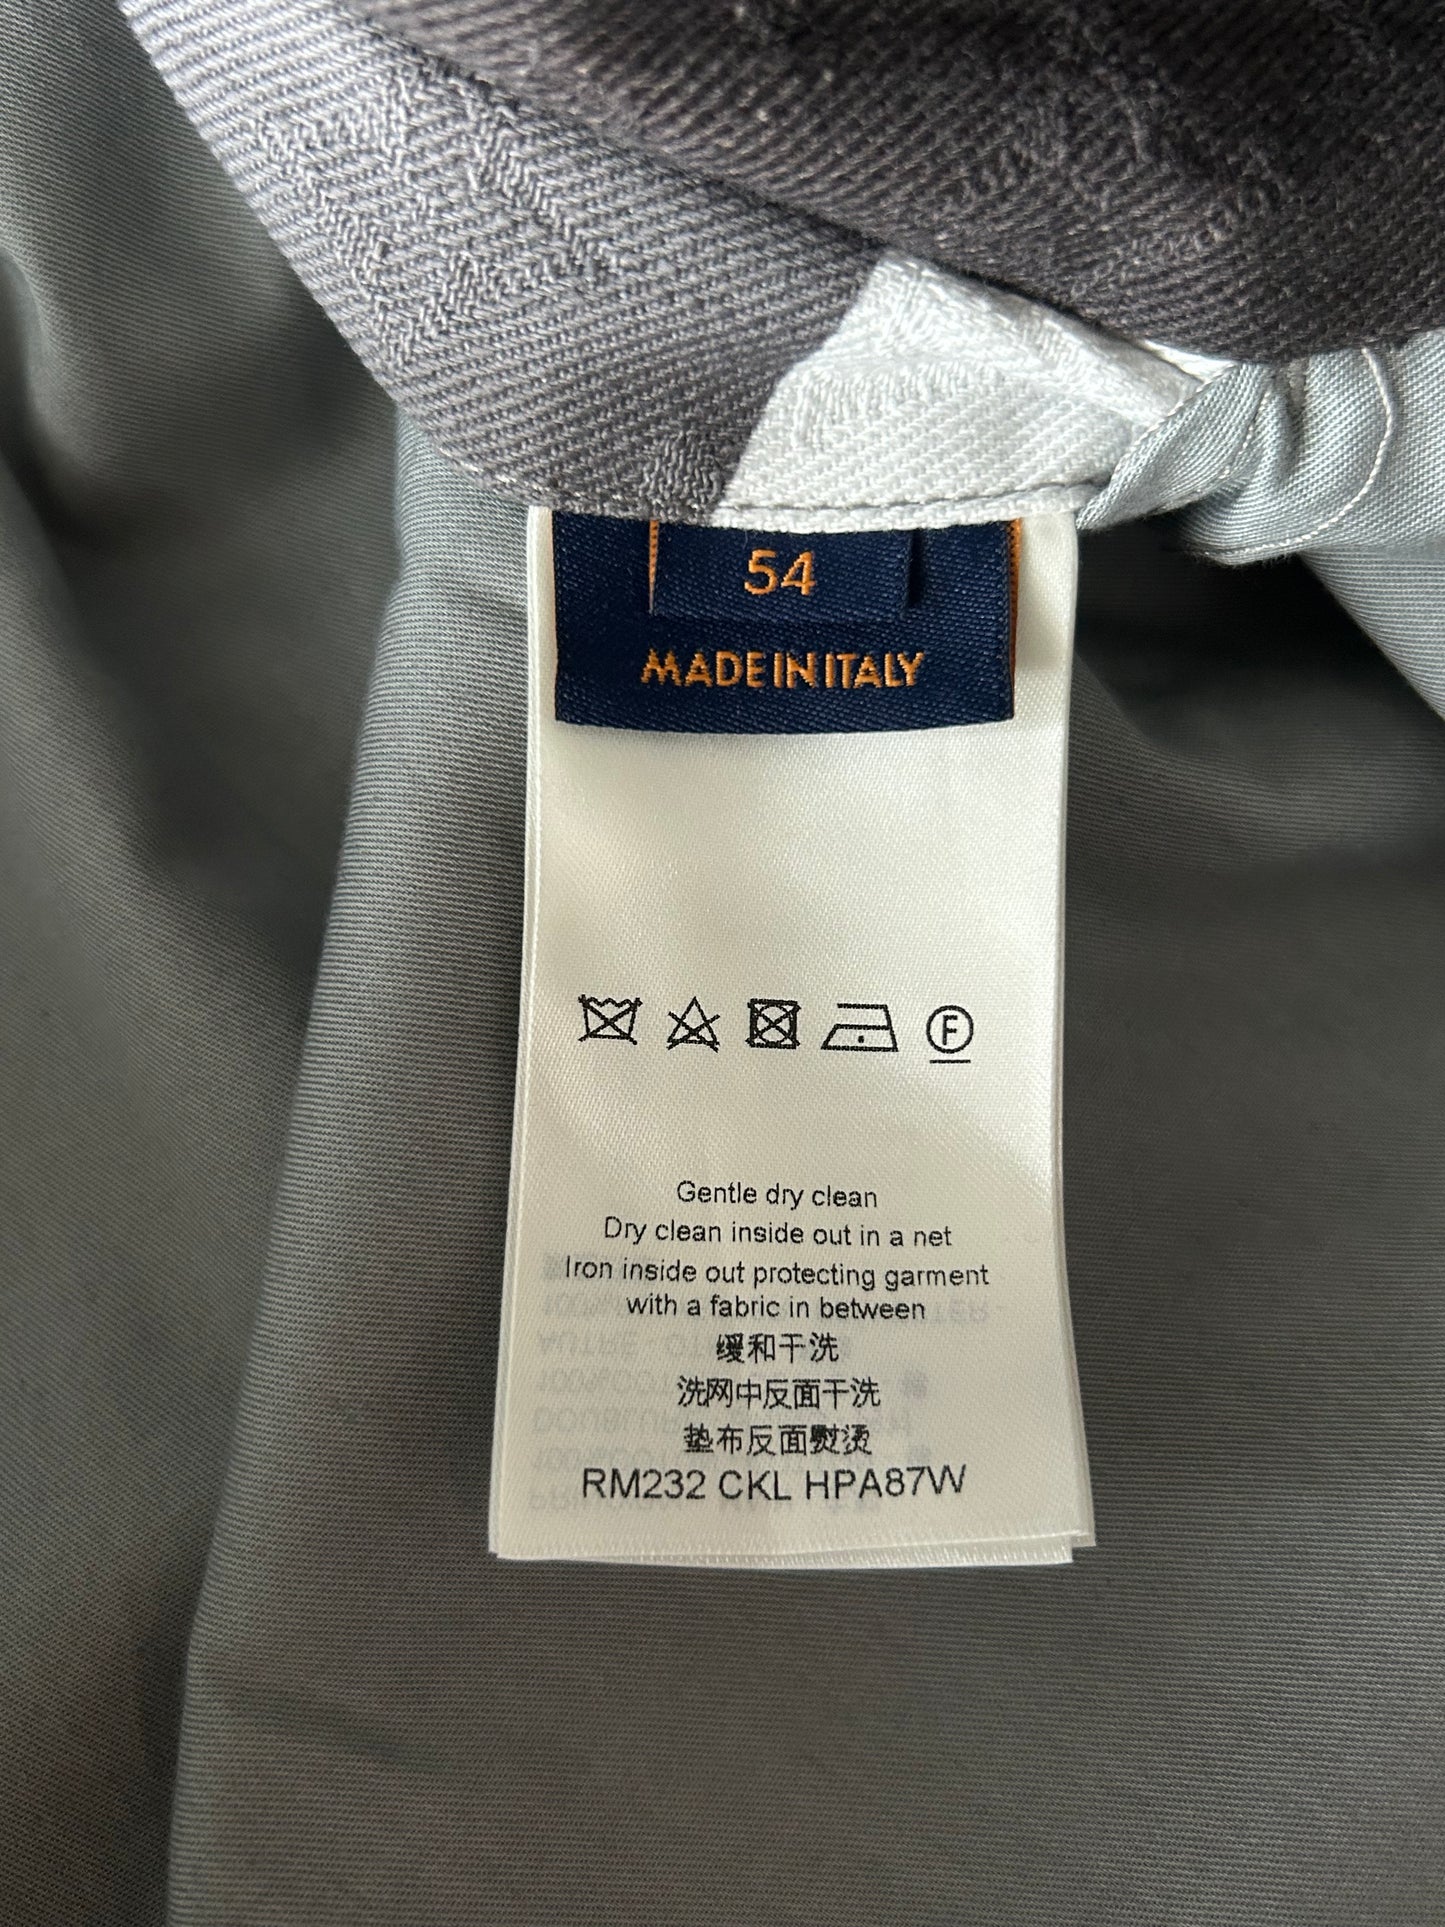 54
MADE IN ITALY
F
Gentle dry clean
Dry clean inside out in a net
Iron inside out protecting garment
with a fabric in between
缓和干洗
洗网中反面干洗
垫布反面熨烫
RM232 CKL HPA87W